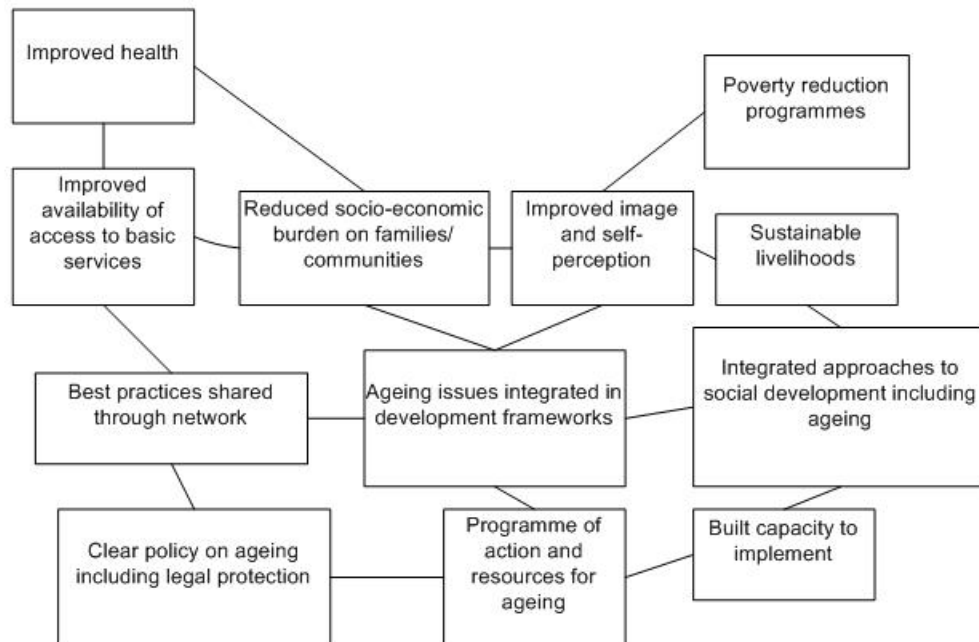 Improved health
Poverty reduction
programmes
Improved
availability of
access to basic
services
Reduced socio-economic
burden on families/
communities
Improved image
and self-
perception
Sustainable
livelihoods
Best practices shared
through network
Ageing issues integrated in
development frameworks
Integrated approaches to
social development including
ageing
Clear policy on ageing
including legal protection
Programme of
action and
resources for
ageing
Built capacity to
implement